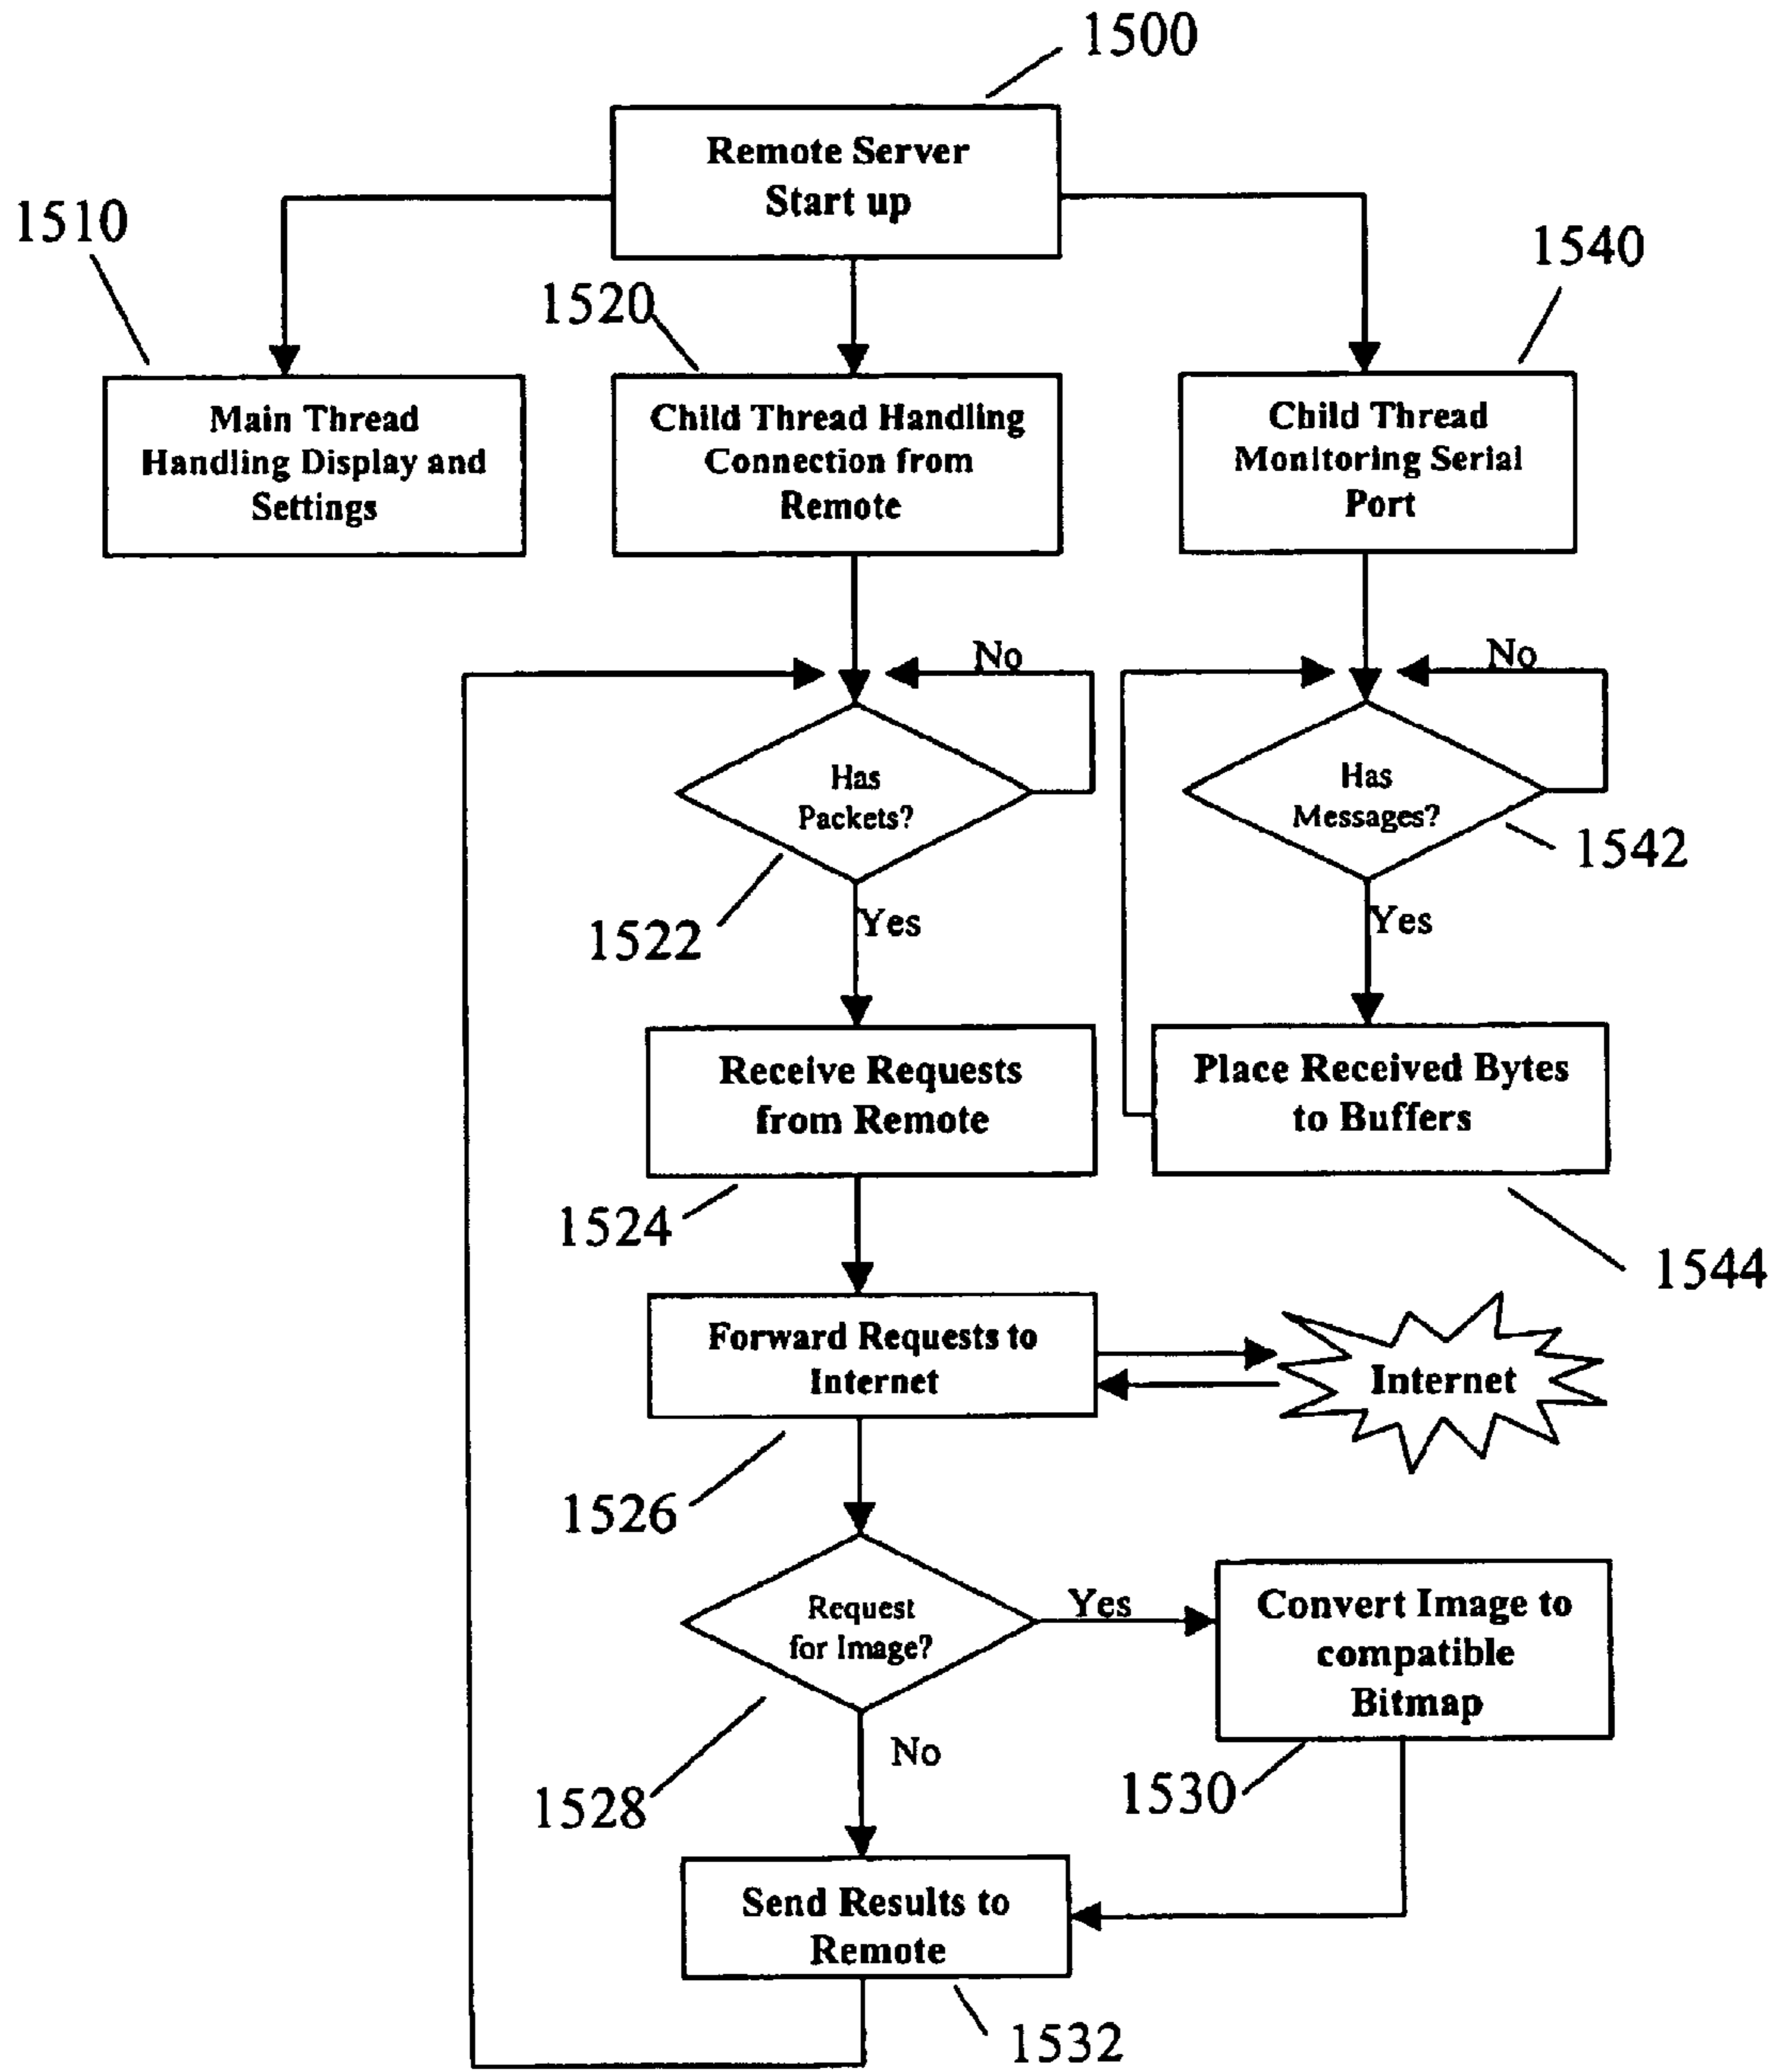 1500
Remote Server
Start up
1510
1520
1540
Main Thread
Handling Display and
Settings
Child Thread Handling
Connection from
Remote
Child Thread
Monitoring Serial
Port
No
No
Has
Packets?
Has
Messages?
1522
1542
Yes
Yes
Receive Requests
from Remote
Place Received Bytes
to Buffers
1524
1544
Forward Requests to
Internet
Internet
1526
Request
for Image?
Yes
Convert Image to
compatible
Bitmap
1528
No
1530
Send Results to
Remote
1532